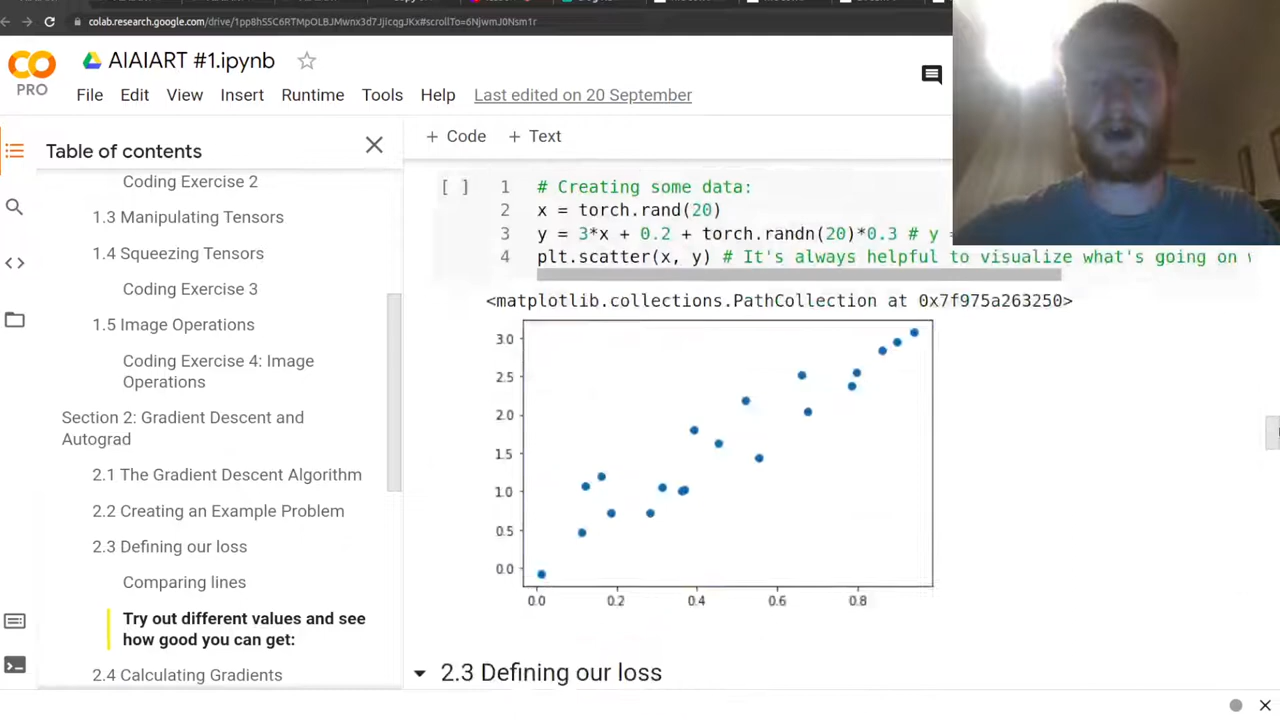 colab.research.google.com/drive/1pp8hS5C6RTMpOLBJMwnx3d7JjicqgJKx#scrollTo=6NjwmJ0Nsm1r
AIAIART #1.ipynb
PRO
File Edit View Insert Runtime Tools Help Last edited on 20 September
Table of contents
+ Code + Text
Coding Exercise 2
1.3 Manipulating Tensors
1.4 Squeezing Tensors
Coding Exercise 3
1.5 Image Operations
Coding Exercise 4: Image
Operations
Section 2: Gradient Descent and
Autograd
2.1 The Gradient Descent Algorithm
2.2 Creating an Example Problem
2.3 Defining our loss
Comparing lines
Try out different values and see
how good you can get:
2.4 Calculating Gradients
[ ] 1 # Creating some data:
2 x = torch.rand(20)
3 y = 3*x + 0.2 + torch.randn(20)*0.3 # y =
4 plt.scatter(x, y) # It's always helpful to visualize what's going on
<matplotlib.collections.PathCollection at 0x7f975a263250>
3.0
2.5
2.0
1.5
1.0
0.5
0.0
0.0 0.2 0.4 0.6 0.8
2.3 Defining our loss